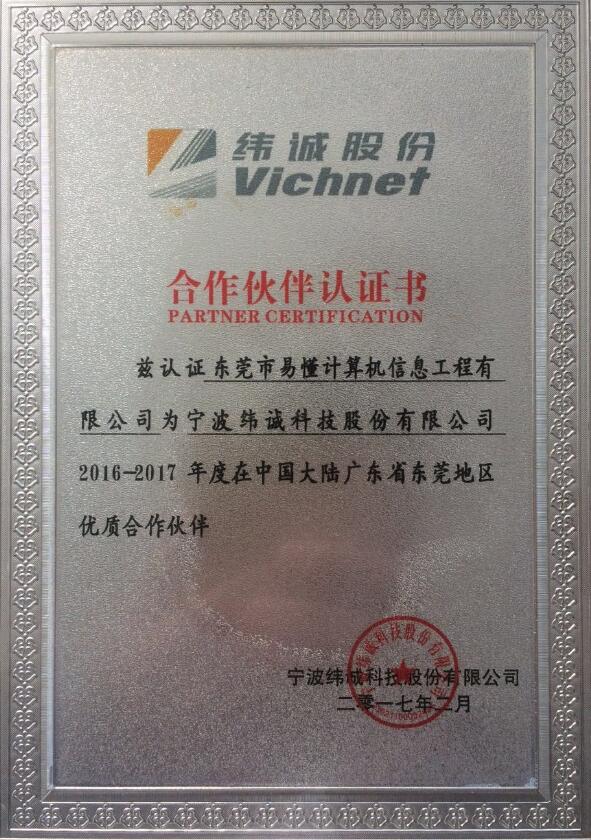 纬诚股份
Vichnet
合作伙伴认证书
PARTNER CERTIFICATION
兹认证东莞市易懂计算机信息工程有
限公司为宁波纬诚科技股份有限公司
2016-2017 年度在中国大陆广东省东莞地区
优质合作伙伴
宁波纬诚科技股份有限公司
二零一七年二月